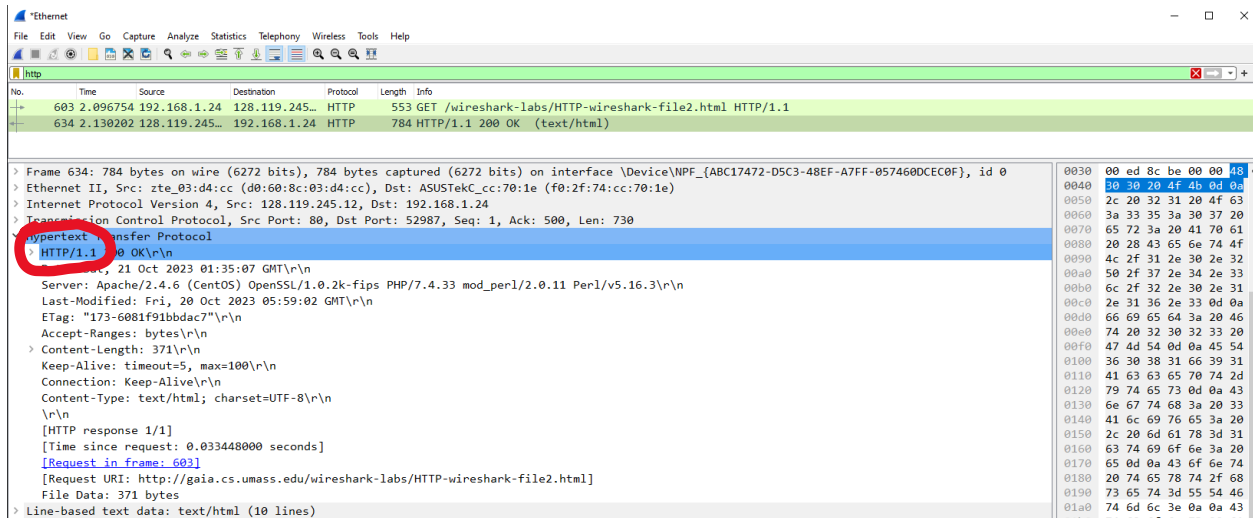 *Ethernet
File Edit View Go Capture Analyze Statistics Telephony Wireless Tools Help
http
No. Time Source Destination Protocol Length Info
603 2.096754 192.168.1.24 128.119.245… HTTP 553 GET /wireshark-labs/HTTP-wireshark-file2.html HTTP/1.1
634 2.130202 128.119.245… 192.168.1.24 HTTP 784 HTTP/1.1 200 OK (text/html)
> Frame 634: 784 bytes on wire (6272 bits), 784 bytes captured (6272 bits) on interface \Device\NPF_{ABC17472-D5C3-48EF-A7FF-057460DCEC0F}, id 0
> Ethernet II, Src: zte_03:d4:cc (d0:60:8c:03:d4:cc), Dst: ASUSTekC_cc:70:1e (f0:2f:74:cc:70:1e)
> Internet Protocol Version 4, Src: 128.119.245.12, Dst: 192.168.1.24
> Transmission Control Protocol, Src Port: 80, Dst Port: 52987, Seq: 1, Ack: 500, Len: 730
Hypertext Transfer Protocol
> HTTP/1.1 200 OK\r\n
21 Oct 2023 01:35:07 GMT\r\n
Server: Apache/2.4.6 (CentOS) OpenSSL/1.0.2k-fips PHP/7.4.33 mod_perl/2.0.11 Perl/v5.16.3\r\n
Last-Modified: Fri, 20 Oct 2023 05:59:02 GMT\r\n
ETag: "173-6081f91bbdac7"\r\n
Accept-Ranges: bytes\r\n
> Content-Length: 371\r\n
Keep-Alive: timeout=5, max=100\r\n
Connection: Keep-Alive\r\n
Content-Type: text/html; charset=UTF-8\r\n
\r\n
[HTTP response 1/1]
[Time since request: 0.033448000 seconds]
[Request in frame: 603]
[Request URI: http://gaia.cs.umass.edu/wireshark-labs/HTTP-wireshark-file2.html]
File Data: 371 bytes
> Line-based text data: text/html (10 lines)
0030 00 ed 8c be 00 00 48
0040 30 30 20 4f 4b 0d 0a
0050 2c 20 32 31 20 4f 63
0060 3a 33 35 3a 30 37 20
0070 65 72 3a 20 41 70 61
0080 20 28 43 65 6e 74 4f
0090 4c 2f 31 2e 30 2e 32
00a0 50 2f 37 2e 34 2e 33
00b0 6c 2f 32 2e 30 2e 31
00c0 2e 31 36 2e 33 0d 0a
00d0 66 69 65 64 3a 20 46
00e0 74 20 32 30 32 33 20
00f0 47 4d 54 0d 0a 45 54
0100 36 30 38 31 66 39 31
0110 41 63 63 65 70 74 2d
0120 79 74 65 73 0d 0a 43
0130 6e 67 74 68 3a 20 33
0140 41 6c 69 76 65 3a 20
0150 2c 20 6d 61 78 3d 31
0160 63 74 69 6f 6e 3a 20
0170 65 0d 0a 43 6f 6e 74
0180 20 74 65 78 74 2f 68
0190 73 65 74 3d 55 54 46
01a0 74 6d 6c 3e 0a 0a 43